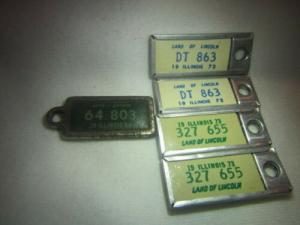 LAND OF LINCOLN
DT 863
19 ILLINOIS 73
LAND OF LINCOLN
DT 863
19 ILLINOIS 73
64 803
ILLINOIS
19 ILLINOIS 75
327 655
LAND OF LINCOLN
19 ILLINOIS 75
327 655
LAND OF LINCOLN